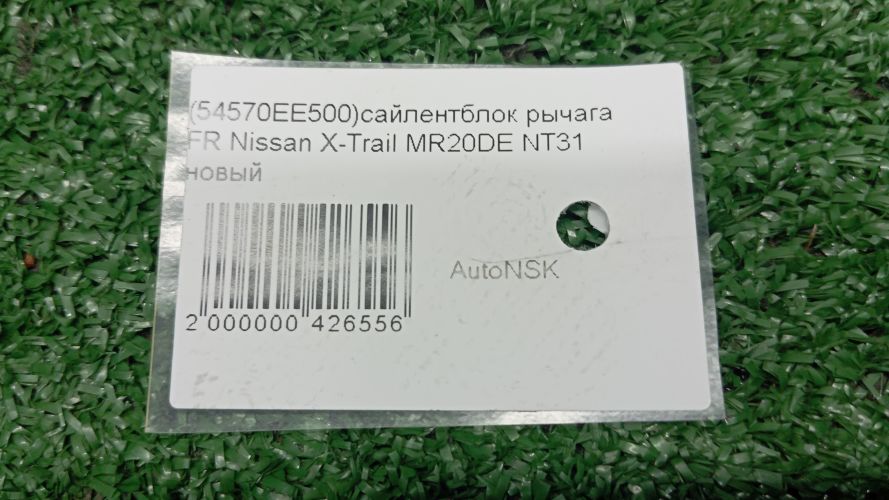 (54570EE500)сайлентблок рычага
FR Nissan X-Trail MR20DE NT31
новый
AutoNSK
2 000000 426556